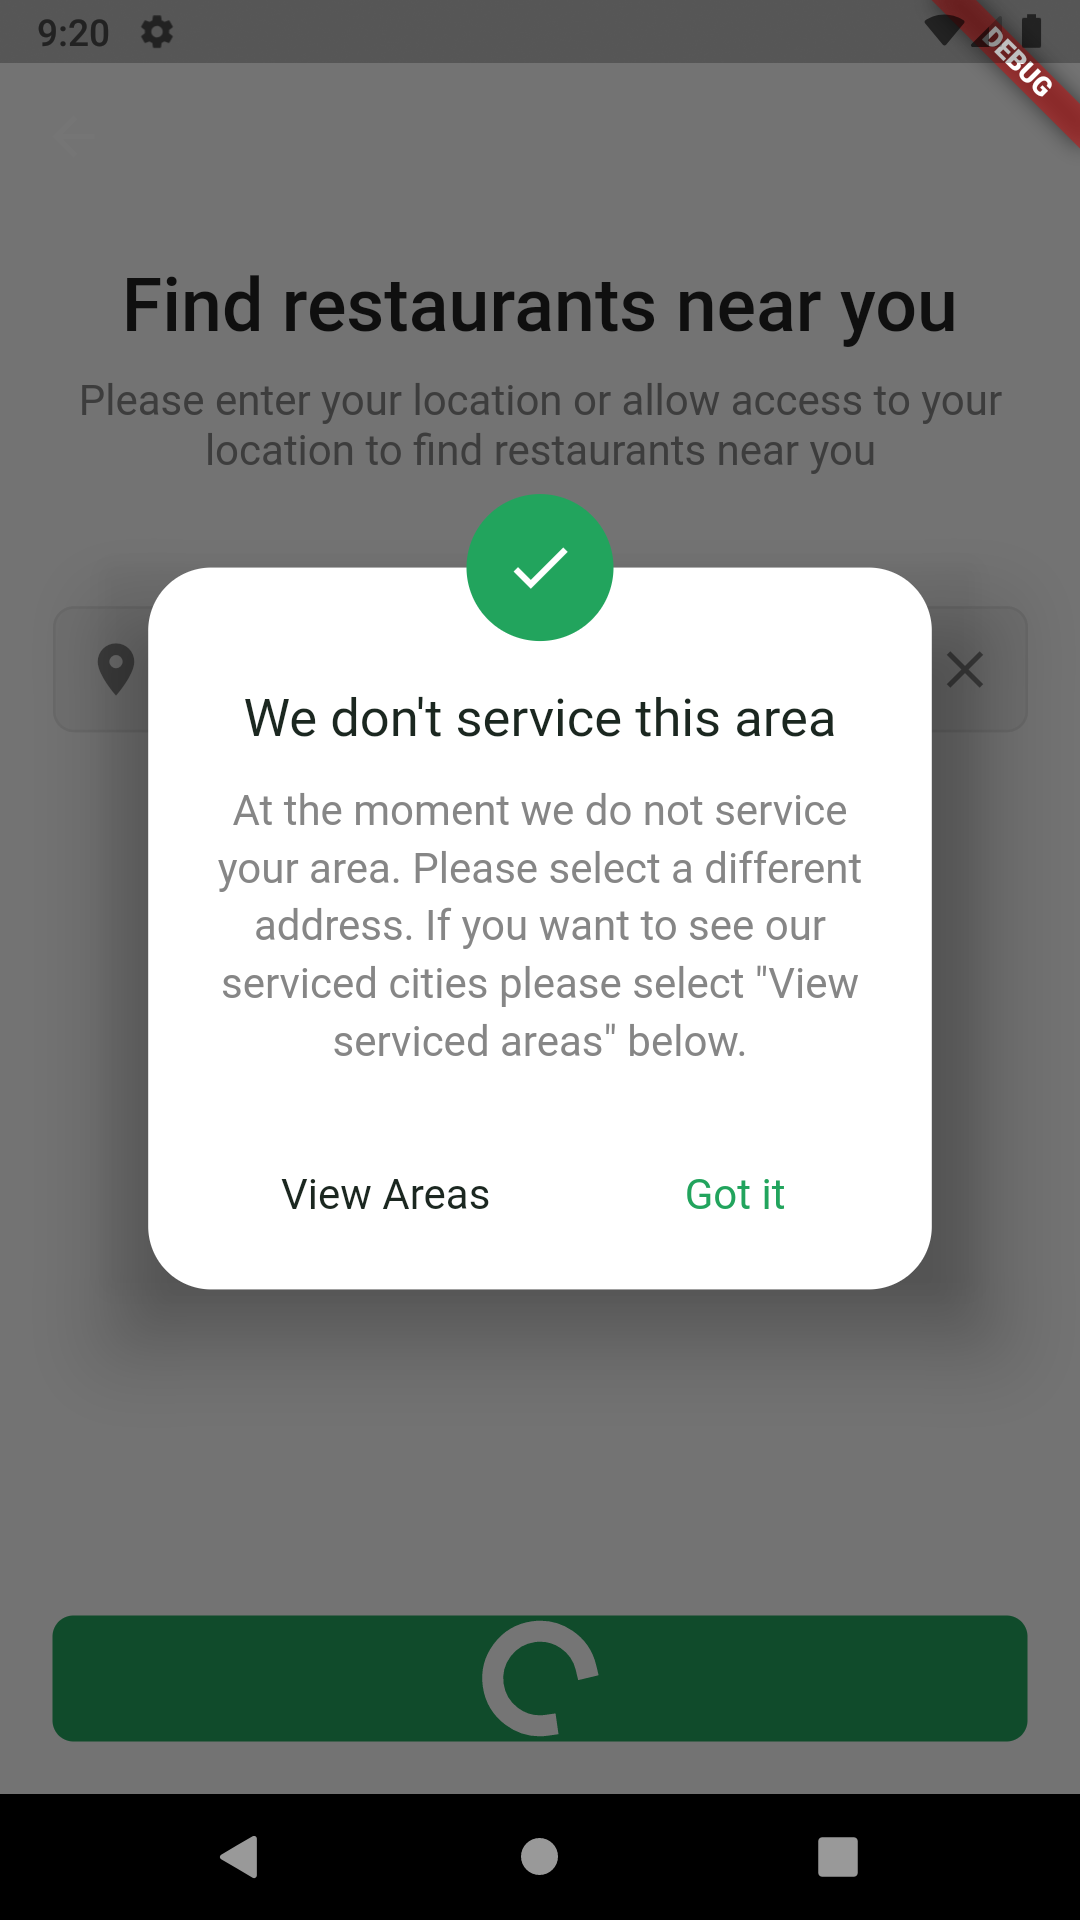 9:20
DEBUG
Find restaurants near you
Please enter your location or allow access to your
location to find restaurants near you
We don't service this area
At the moment we do not service
your area. Please select a different
address. If you want to see our
serviced cities please select "View
serviced areas" below.
View Areas
Got it